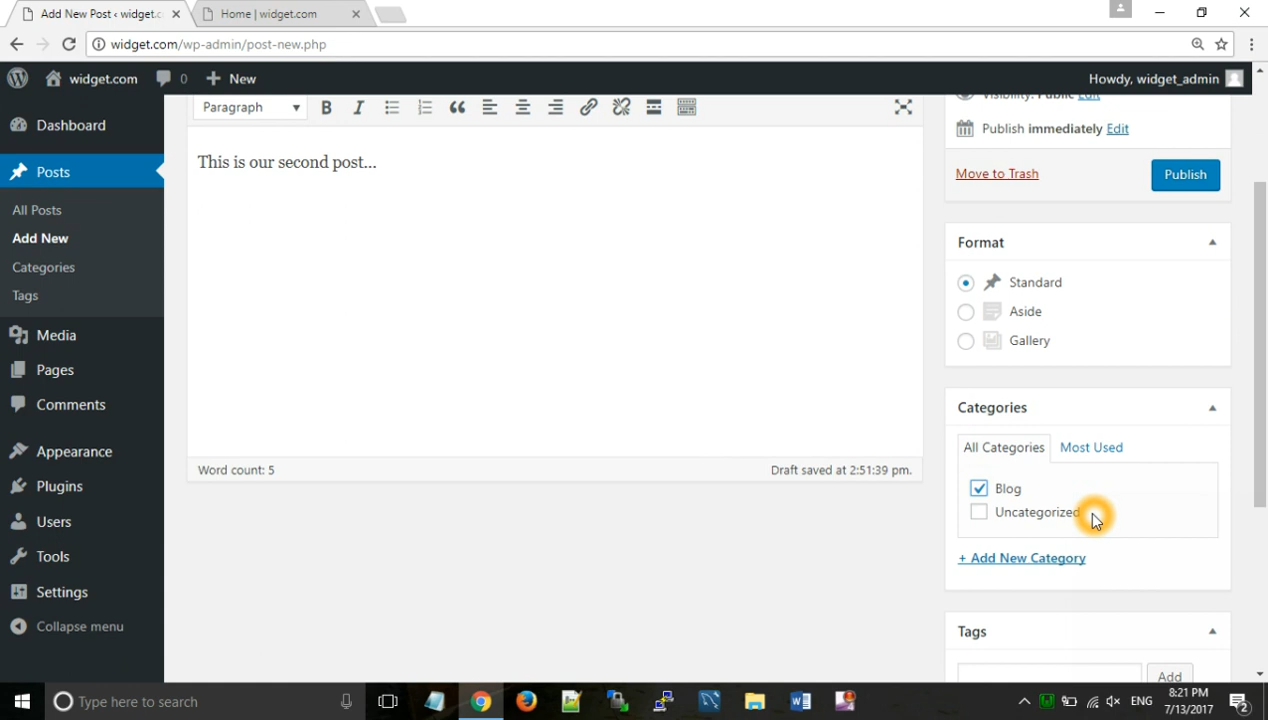 Add New Post ‹ widget.c
Home | widget.com
widget.com/wp-admin/post-new.php
widget.com
0
New
Howdy, widget_admin
Dashboard
Posts
All Posts
Add New
Categories
Tags
Media
Pages
Comments
Appearance
Plugins
Users
Tools
Settings
Collapse menu
Paragraph
B
I
This is our second post...
Word count: 5
Draft saved at 2:51:39 pm.
Visibility: Public Edit
Publish immediately Edit
Move to Trash
Publish
Format
Standard
Aside
Gallery
Categories
All Categories
Most Used
Blog
Uncategorized
+ Add New Category
Tags
Add
Type here to search
ENG
8:21 PM
7/13/2017
2